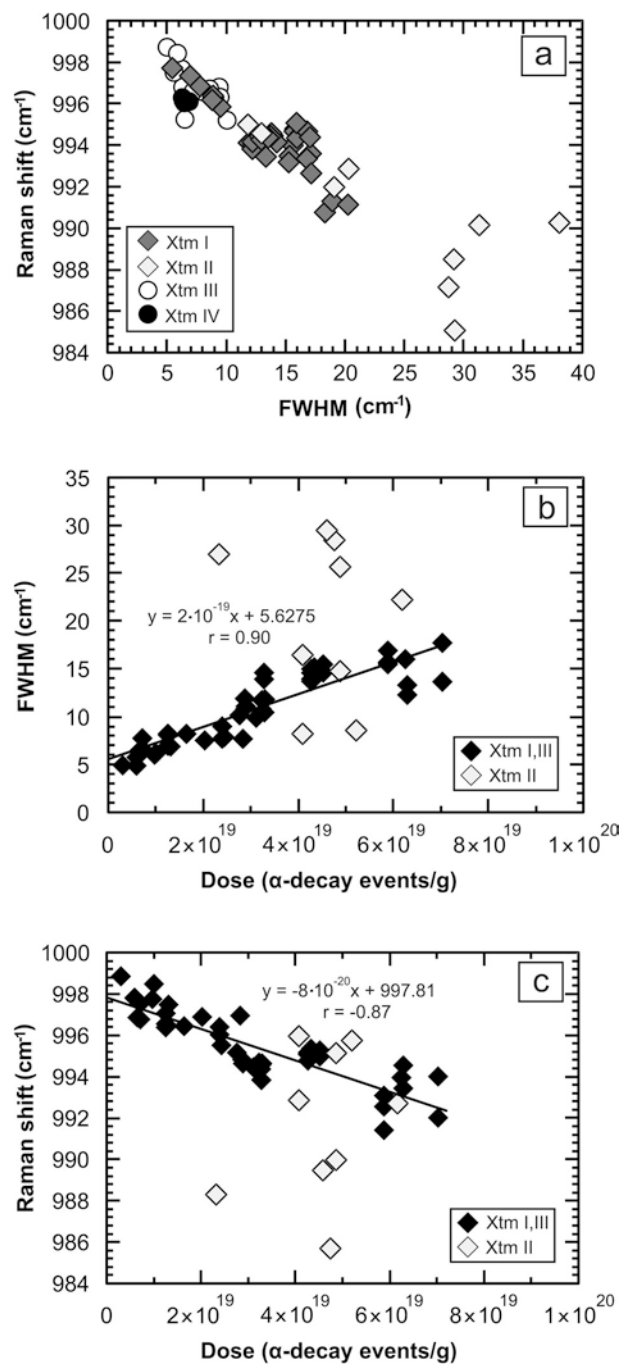 a
1000
998
996
994
992
990
988
986
984
Raman shift (cm⁻¹)
Xtm I
Xtm II
Xtm III
Xtm IV
0 5 10 15 20 25 30 35 40
FWHM (cm⁻¹)
b
35
30
25
20
15
10
5
0
FWHM (cm⁻¹)
y = 2·10⁻¹⁹x + 5.6275
r = 0.90
Xtm I,III
Xtm II
0 2×10¹⁹ 4×10¹⁹ 6×10¹⁹ 8×10¹⁹ 1×10²⁰
Dose (α-decay events/g)
c
1000
998
996
994
992
990
988
986
984
Raman shift (cm⁻¹)
y = -8·10⁻²⁰x + 997.81
r = -0.87
Xtm I,III
Xtm II
0 2×10¹⁹ 4×10¹⁹ 6×10¹⁹ 8×10¹⁹ 1×10²⁰
Dose (α-decay events/g)